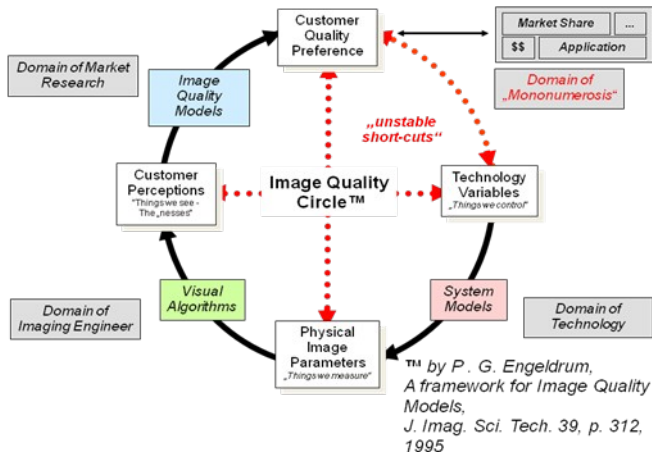 Customer
Quality
Preference
Market Share
...
$$
Application
Domain of Market
Research
Image
Quality
Models
Domain of
„Mononumerosis“
„unstable
short-cuts“
Customer
Perceptions
"Things we see -
The „nesses"
Image Quality
Circle™
Technology
Variables
„Things we control“
Visual
Algorithms
System
Models
Domain of
Imaging Engineer
Domain of
Technology
Physical
Image
Parameters
„Things we measure“
™ by P . G. Engeldrum,
A framework for Image Quality
Models,
J. Imag. Sci. Tech. 39, p. 312,
1995